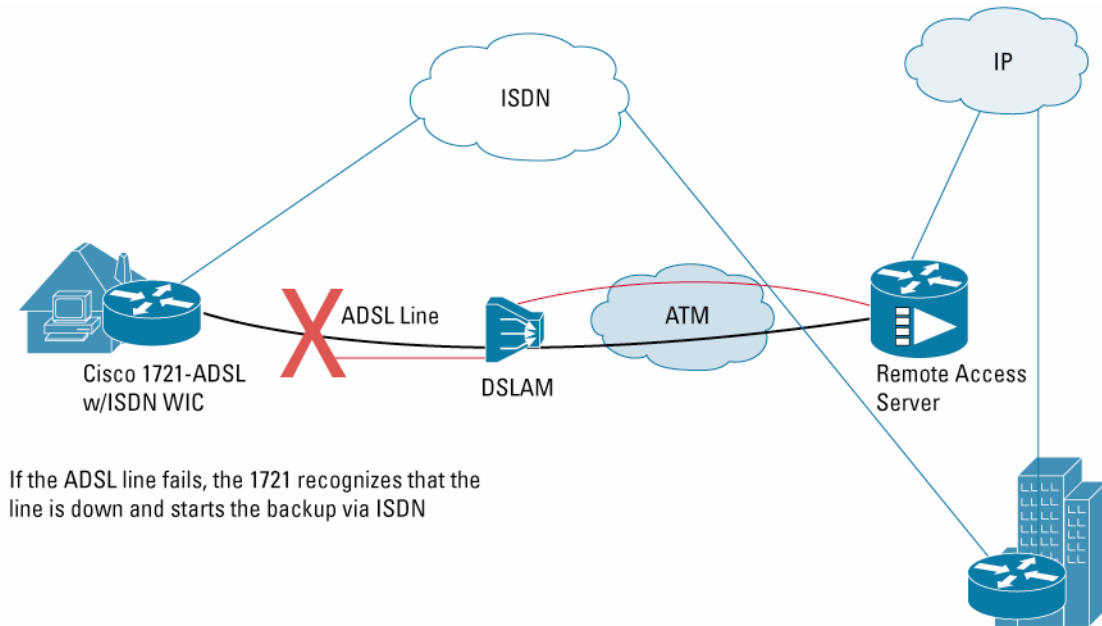 ISDN
IP
ADSL Line
ATM
Cisco 1721-ADSL
w/ISDN WIC
DSLAM
Remote Access
Server
If the ADSL line fails, the 1721 recognizes that the
line is down and starts the backup via ISDN